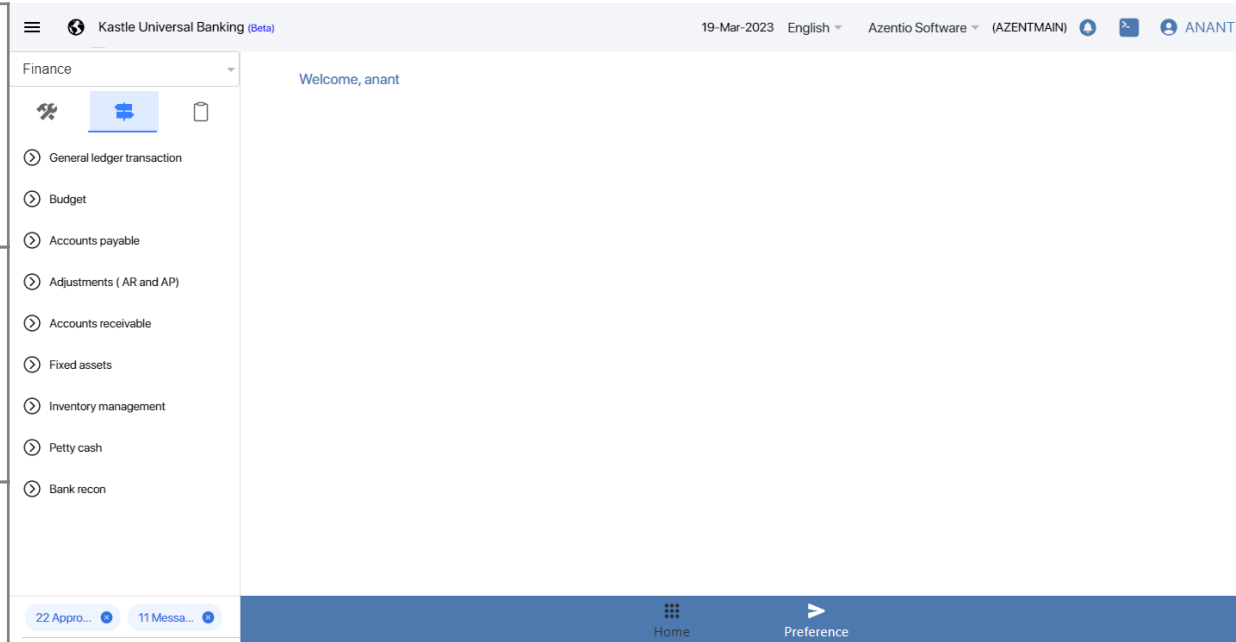 Kastle Universal Banking (Beta) 19-Mar-2023 English Azentio Software (AZENTMAIN) ANANT
Finance
Welcome, anant
General ledger transaction
Budget
Accounts payable
Adjustments ( AR and AP)
Accounts receivable
Fixed assets
Inventory management
Petty cash
Bank recon
22 Appro... 11 Messa...
Home Preference